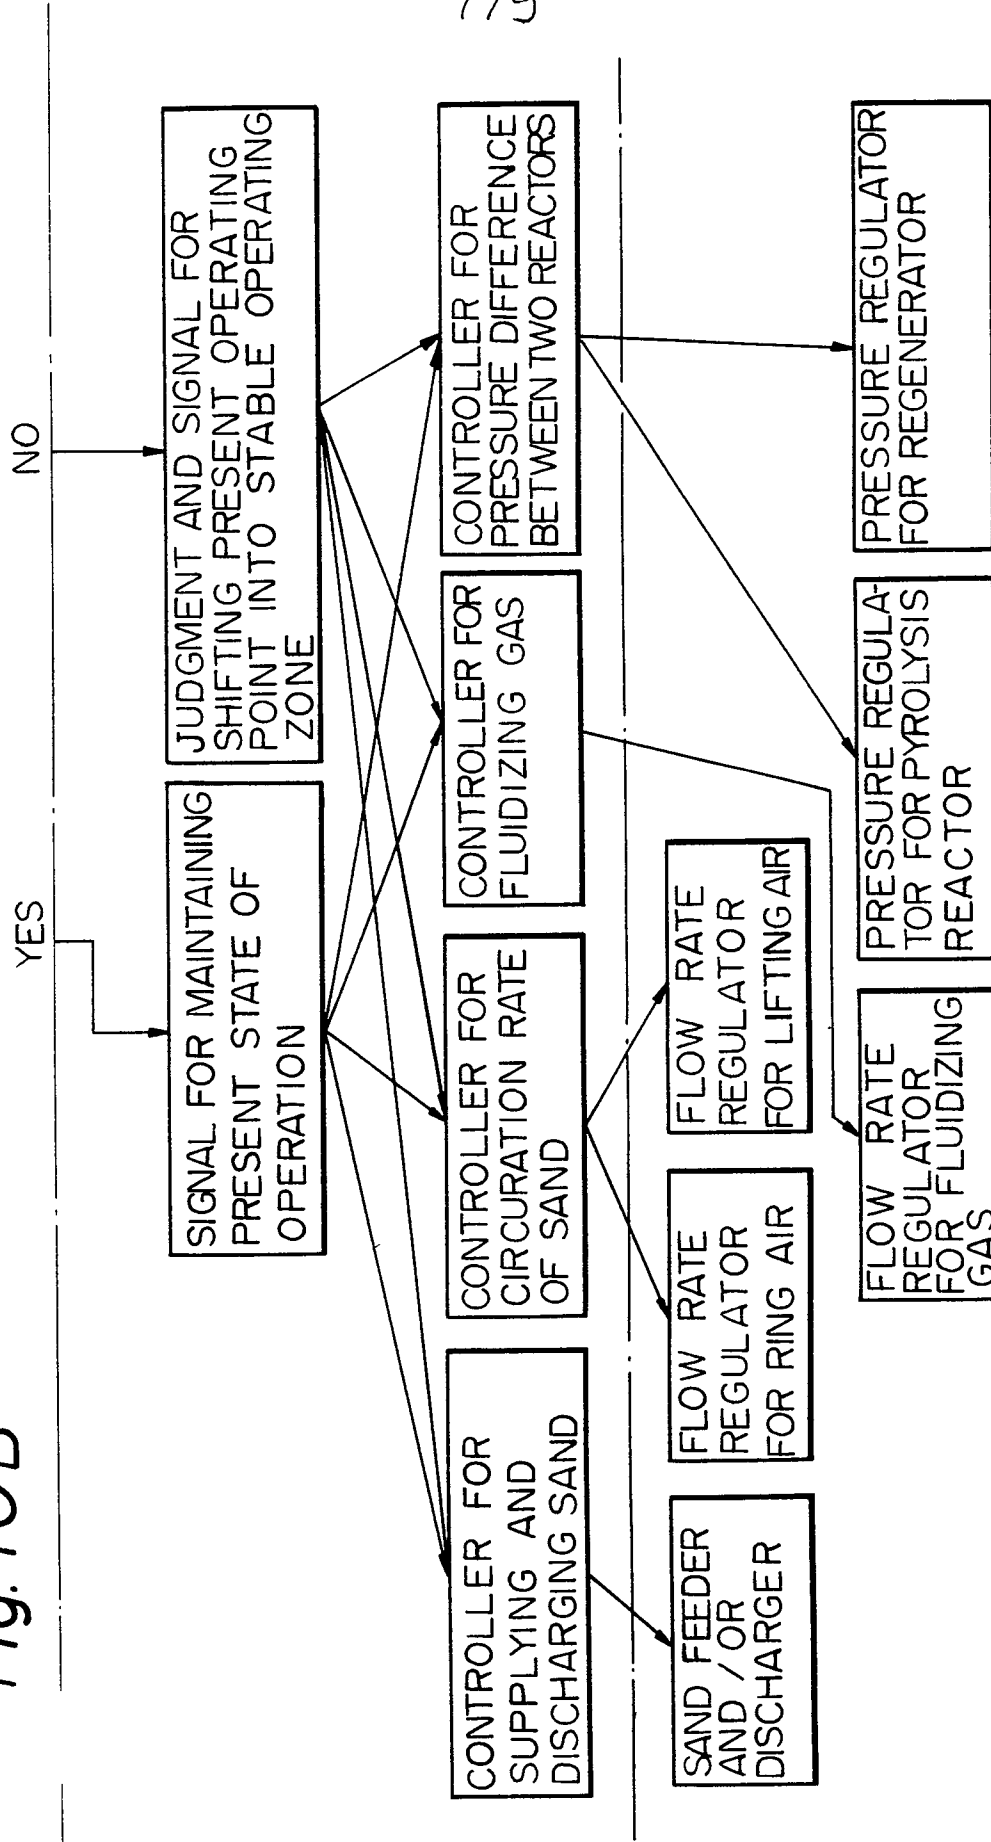 Fig. 10B
YES
NO
SIGNAL FOR MAINTAINING
PRESENT STATE OF
OPERATION
JUDGMENT AND SIGNAL FOR
SHIFTING PRESENT OPERATING
POINT INTO STABLE OPERATING
ZONE
CONTROLLER FOR
SUPPLYING AND
DISCHARGING SAND
CONTROLLER FOR
CIRCURATION RATE
OF SAND
CONTROLLER FOR
FLUIDIZING GAS
CONTROLLER FOR
PRESSURE DIFFERENCE
BETWEEN TWO REACTORS
SAND FEEDER
AND / OR
DISCHARGER
FLOW RATE
REGULATOR
FOR RING AIR
FLOW RATE
REGULATOR
FOR LIFTING AIR
FLOW RATE
REGULATOR
FOR FLUIDIZING
GAS
PRESSURE REGULA-
TOR FOR PYROLYSIS
REACTOR
PRESSURE REGULATOR
FOR REGENERATOR